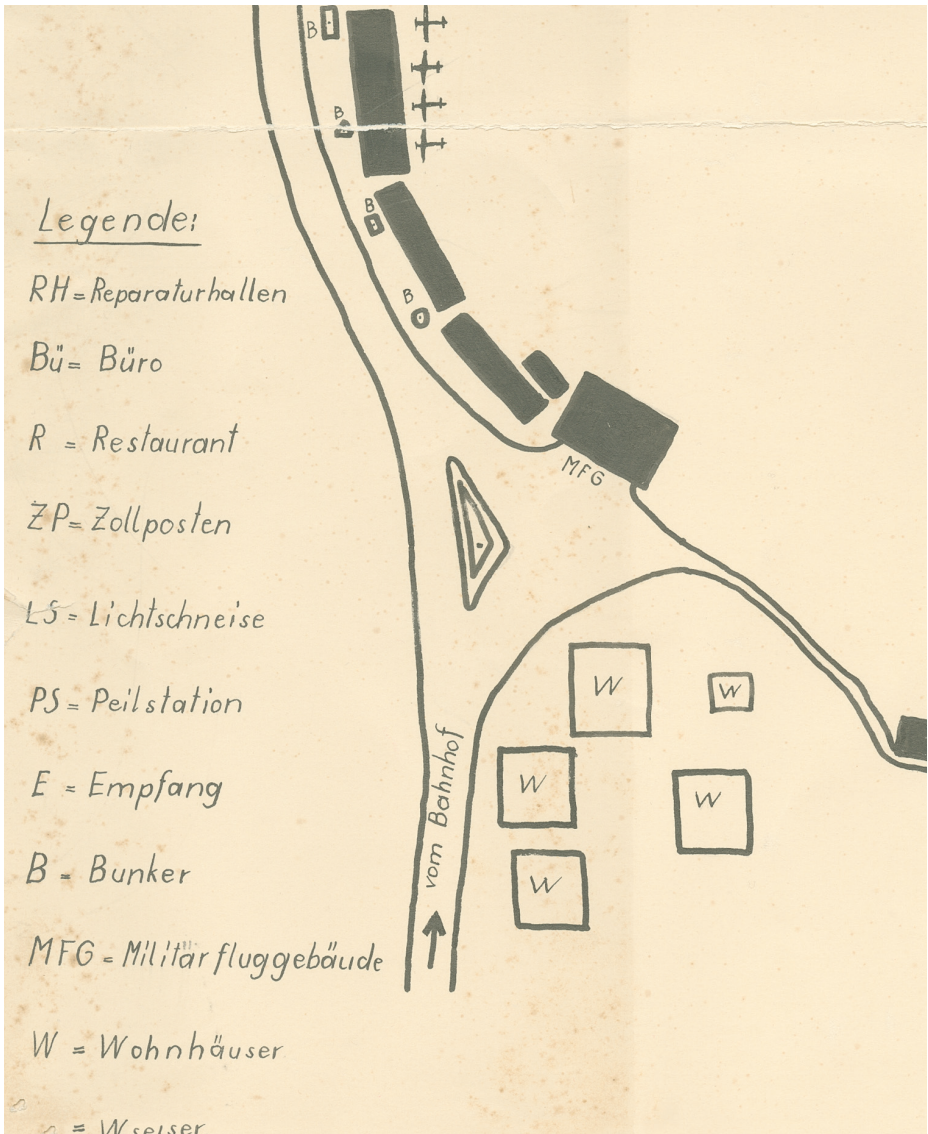 B
B
B
B
Legende:
RH = Reparaturhallen
Bü = Büro
R = Restaurant
ZP = Zollposten
LS = Lichtschneise
PS = Peilstation
E = Empfang
B = Bunker
MFG = Militärfluggebäude
W = Wohnhäuser
MFG
W
W
W
W
W
vom Bahnhof